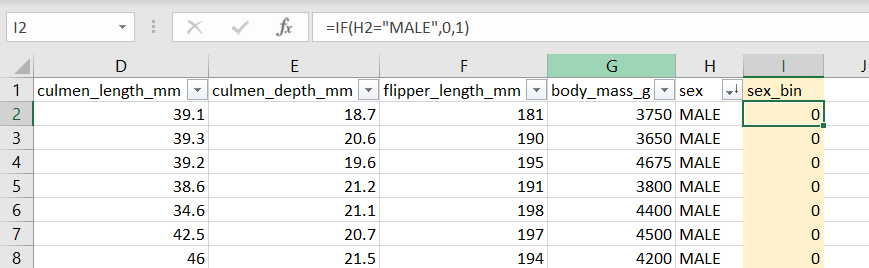 I2 fx =IF(H2="MALE",0,1)
D E F G H I J
1 culmen_length_mm culmen_depth_mm flipper_length_mm body_mass_g sex sex_bin
2 39.1 18.7 181 3750 MALE 0
3 39.3 20.6 190 3650 MALE 0
4 39.2 19.6 195 4675 MALE 0
5 38.6 21.2 191 3800 MALE 0
6 34.6 21.1 198 4400 MALE 0
7 42.5 20.7 197 4500 MALE 0
8 46 21.5 194 4200 MALE 0